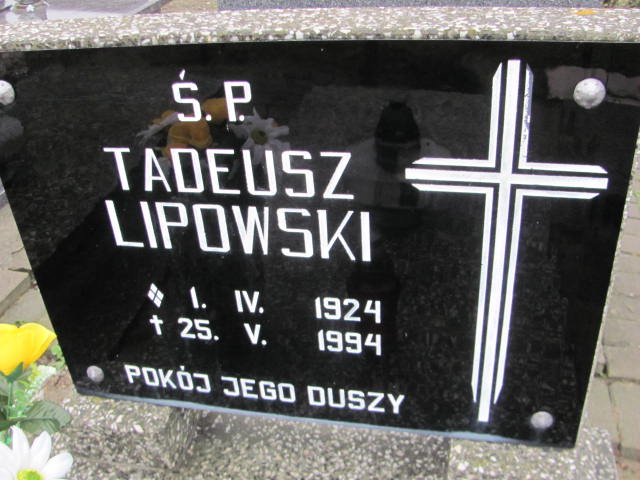 Ś. P.
TADEUSZ
LIPOWSKI
1. IV. 1924
✝ 25. V. 1994
POKÓJ JEGO DUSZY